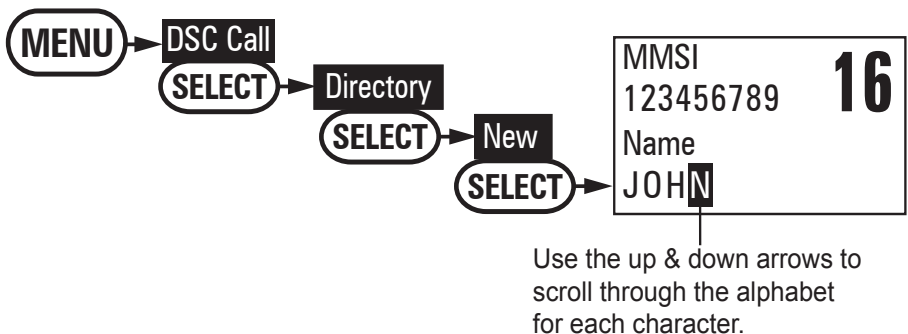 MENU
DSC Call
SELECT
Directory
SELECT
New
SELECT
MMSI
16
123456789
Name
JOHN
Use the up & down arrows to
scroll through the alphabet
for each character.